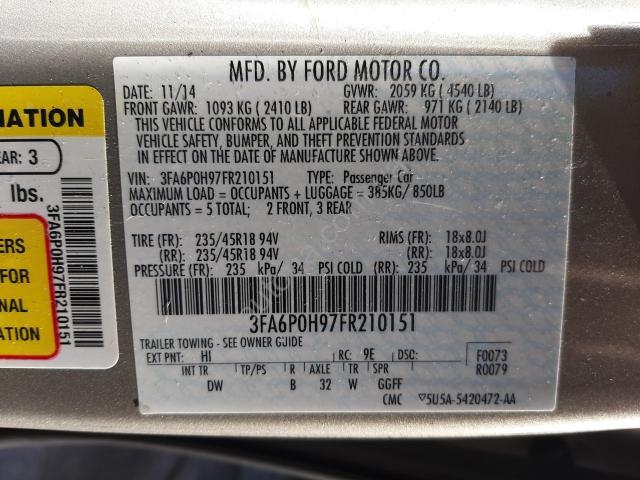 MATION
EAR: 3
lbs.
3FA6P0H97FR210151
ERS
FOR
NAL
N
MFD. BY FORD MOTOR CO.
DATE: 11/14 GVWR: 2059 KG (4540 LB)
FRONT GAWR: 1093 KG (2410 LB) REAR GAWR: 971 KG (2140 LB)
THIS VEHICLE CONFORMS TO ALL APPLICABLE FEDERAL MOTOR
VEHICLE SAFETY, BUMPER, AND THEFT PREVENTION STANDARDS
IN EFFECT ON THE DATE OF MANUFACTURE SHOWN ABOVE.
VIN: 3FA6P0H97FR210151 TYPE: Passenger Car
MAXIMUM LOAD = OCCUPANTS + LUGGAGE = 385KG/ 850LB
OCCUPANTS = 5 TOTAL; 2 FRONT, 3 REAR
TIRE (FR): 235/45R18 94V RIMS (FR): 18x8.0J
(RR): 235/45R18 94V (RR): 18x8.0J
PRESSURE (FR): 235 kPa/ 34 PSI COLD (RR): 235 kPa/34 PSI COLD
3FA6P0H97FR210151
TRAILER TOWING - SEE OWNER GUIDE
EXT PNT: HI RC: 9E DSC: F0073
INT TR TP/PS R AXLE TR SPR R0079
DW B 32 W GGFF
CMC 5U5A-5420472-AA